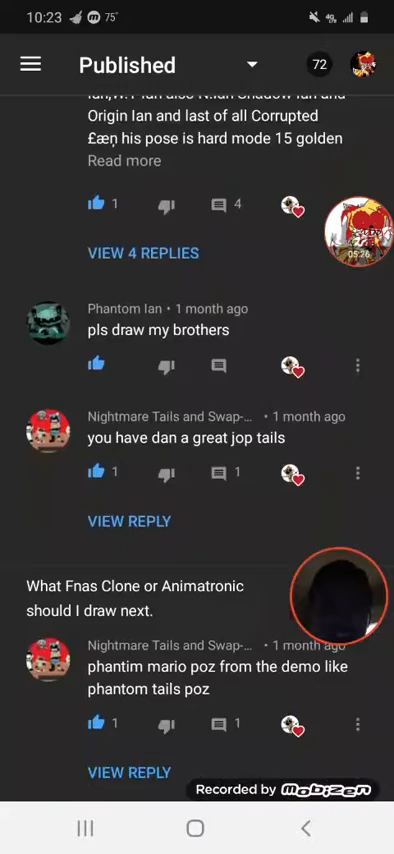 10:23 75°
4G
Published
72
Origin Ian and last of all Corrupted
£æņ his pose is hard mode 15 golden
Read more
1
4
05:26
VIEW 4 REPLIES
Phantom Ian • 1 month ago
pls draw my brothers
Nightmare Tails and Swap-... • 1 month ago
you have dan a great jop tails
1
1
VIEW REPLY
What Fnas Clone or Animatronic
should I draw next.
Nightmare Tails and Swap-... • 1 month ago
phantim mario poz from the demo like
phantom tails poz
1
1
VIEW REPLY
Recorded by MOBIZEN